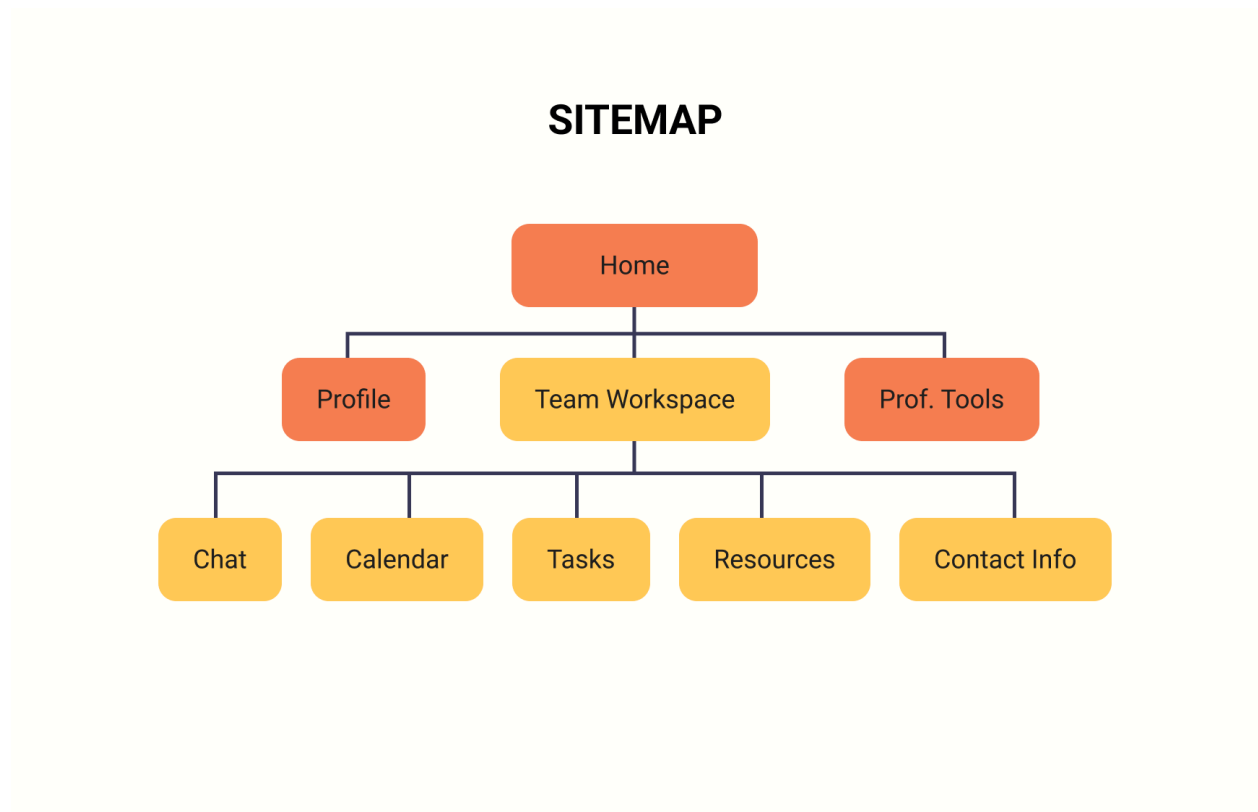 SITEMAP
Home
Profile
Team Workspace
Prof. Tools
Chat
Calendar
Tasks
Resources
Contact Info